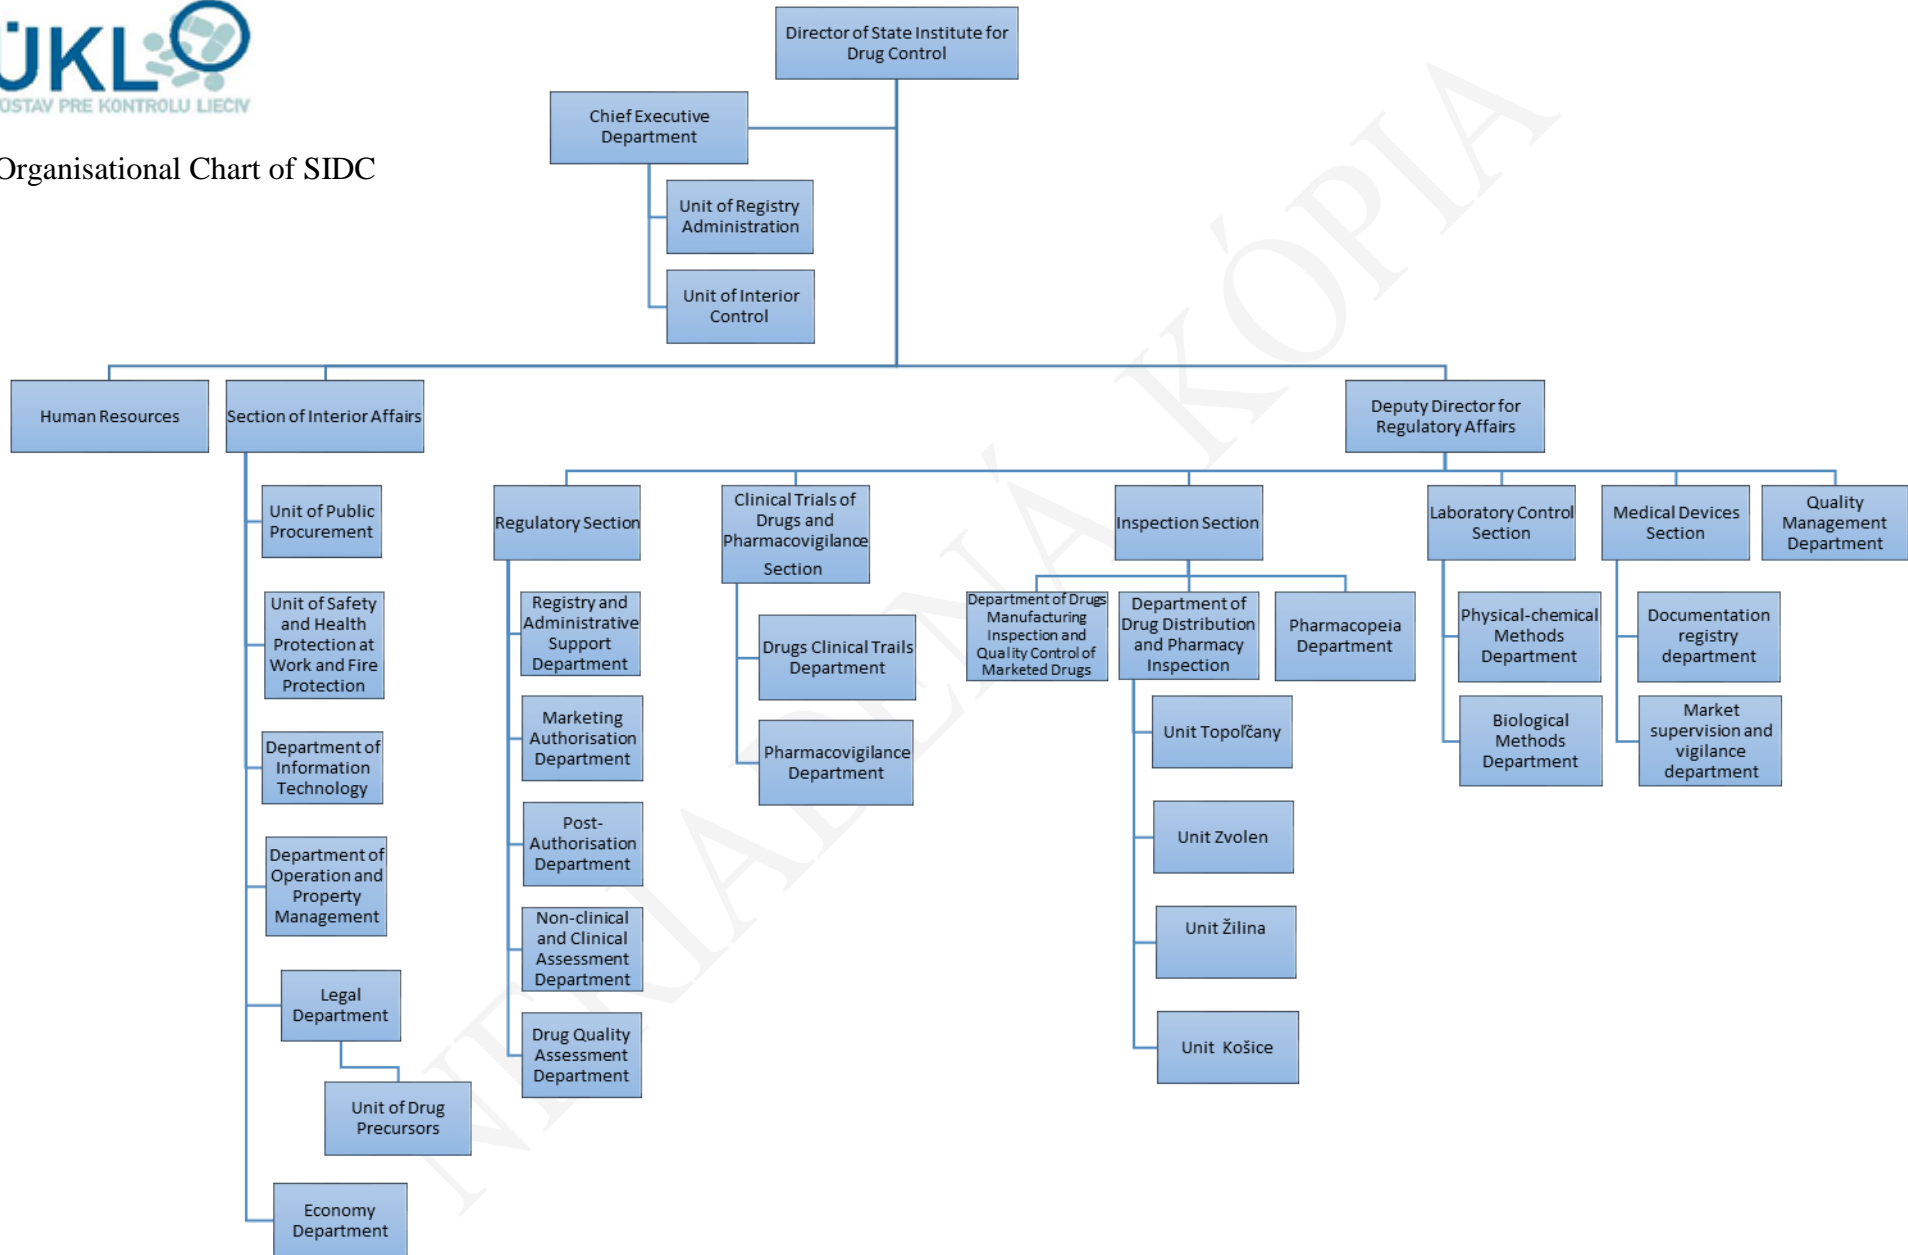 ÚKL
ÚSTAV PRE KONTROLU LIEČIV
Organisational Chart of SIDC
Director of State Institute for
Drug Control
Chief Executive
Department
Unit of Registry
Administration
Unit of Interior
Control
Human Resources
Section of Interior Affairs
Deputy Director for
Regulatory Affairs
Unit of Public
Procurement
Unit of Safety
and Health
Protection at
Work and Fire
Protection
Department of
Information
Technology
Department of
Operation and
Property
Management
Legal
Department
Unit of Drug
Precursors
Economy
Department
Regulatory Section
Registry and
Administrative
Support
Department
Marketing
Authorisation
Department
Post-
Authorisation
Department
Non-clinical
and Clinical
Assessment
Department
Drug Quality
Assessment
Department
Clinical Trials of
Drugs and
Pharmacovigilance
Section
Drugs Clinical Trails
Department
Pharmacovigilance
Department
Inspection Section
Department of Drugs
Manufacturing
Inspection and
Quality Control of
Marketed Drugs
Department of
Drug Distribution
and Pharmacy
Inspection
Unit Topoľčany
Unit Zvolen
Unit Žilina
Unit Košice
Pharmacopeia
Department
Laboratory Control
Section
Physical-chemical
Methods
Department
Biological
Methods
Department
Medical Devices
Section
Documentation
registry
department
Market
supervision and
vigilance
department
Quality
Management
Department
NERIADENÁ KÓPIA